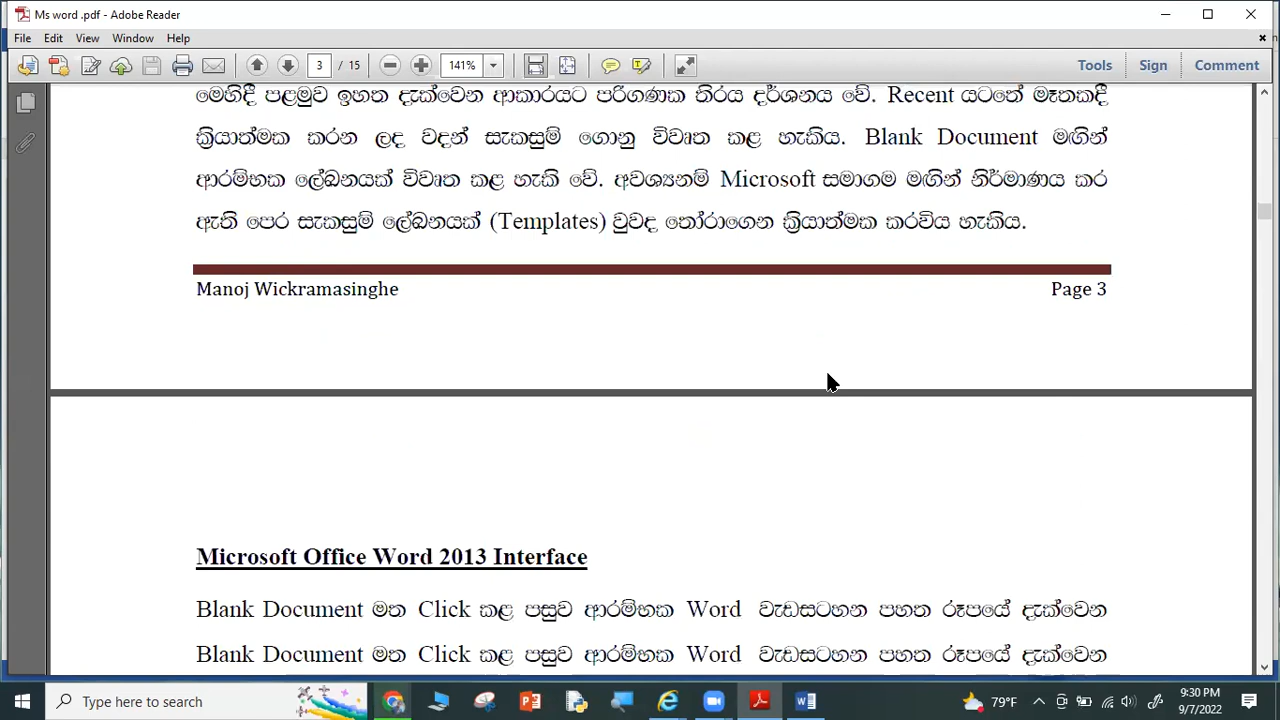 Ms word .pdf - Adobe Reader
File Edit View Window Help
3 / 15 141% Tools Sign Comment
මෙහිදී පළමුව ඉහත දැක්වෙන ආකාරයට පරිගණක තිරය දර්ශනය වේ. Recent යටතේ මෑතකදී
ක්‍රියාත්මක කරන ලද වදන් සැකසුම් ගොනු විවෘත කළ හැකිය. Blank Document මඟින්
ආරම්භක ලේඛනයක් විවෘත කළ හැකි වේ. අවශ්‍යනම් Microsoft සමාගම මඟින් නිර්මාණය කර
ඇති පෙර සැකසුම් ලේඛනයක් (Templates) වුවද තෝරාගෙන ක්‍රියාත්මක කරවිය හැකිය.
Manoj Wickramasinghe Page 3
Microsoft Office Word 2013 Interface
Blank Document මත Click කළ පසුව ආරම්භක Word වැඩසටහන පහත රූපයේ දැක්වෙන
Blank Document මත Click කළ පසුව ආරම්භක Word වැඩසටහන පහත රූපයේ දැක්වෙන
Type here to search 79°F 9:30 PM
9/7/2022